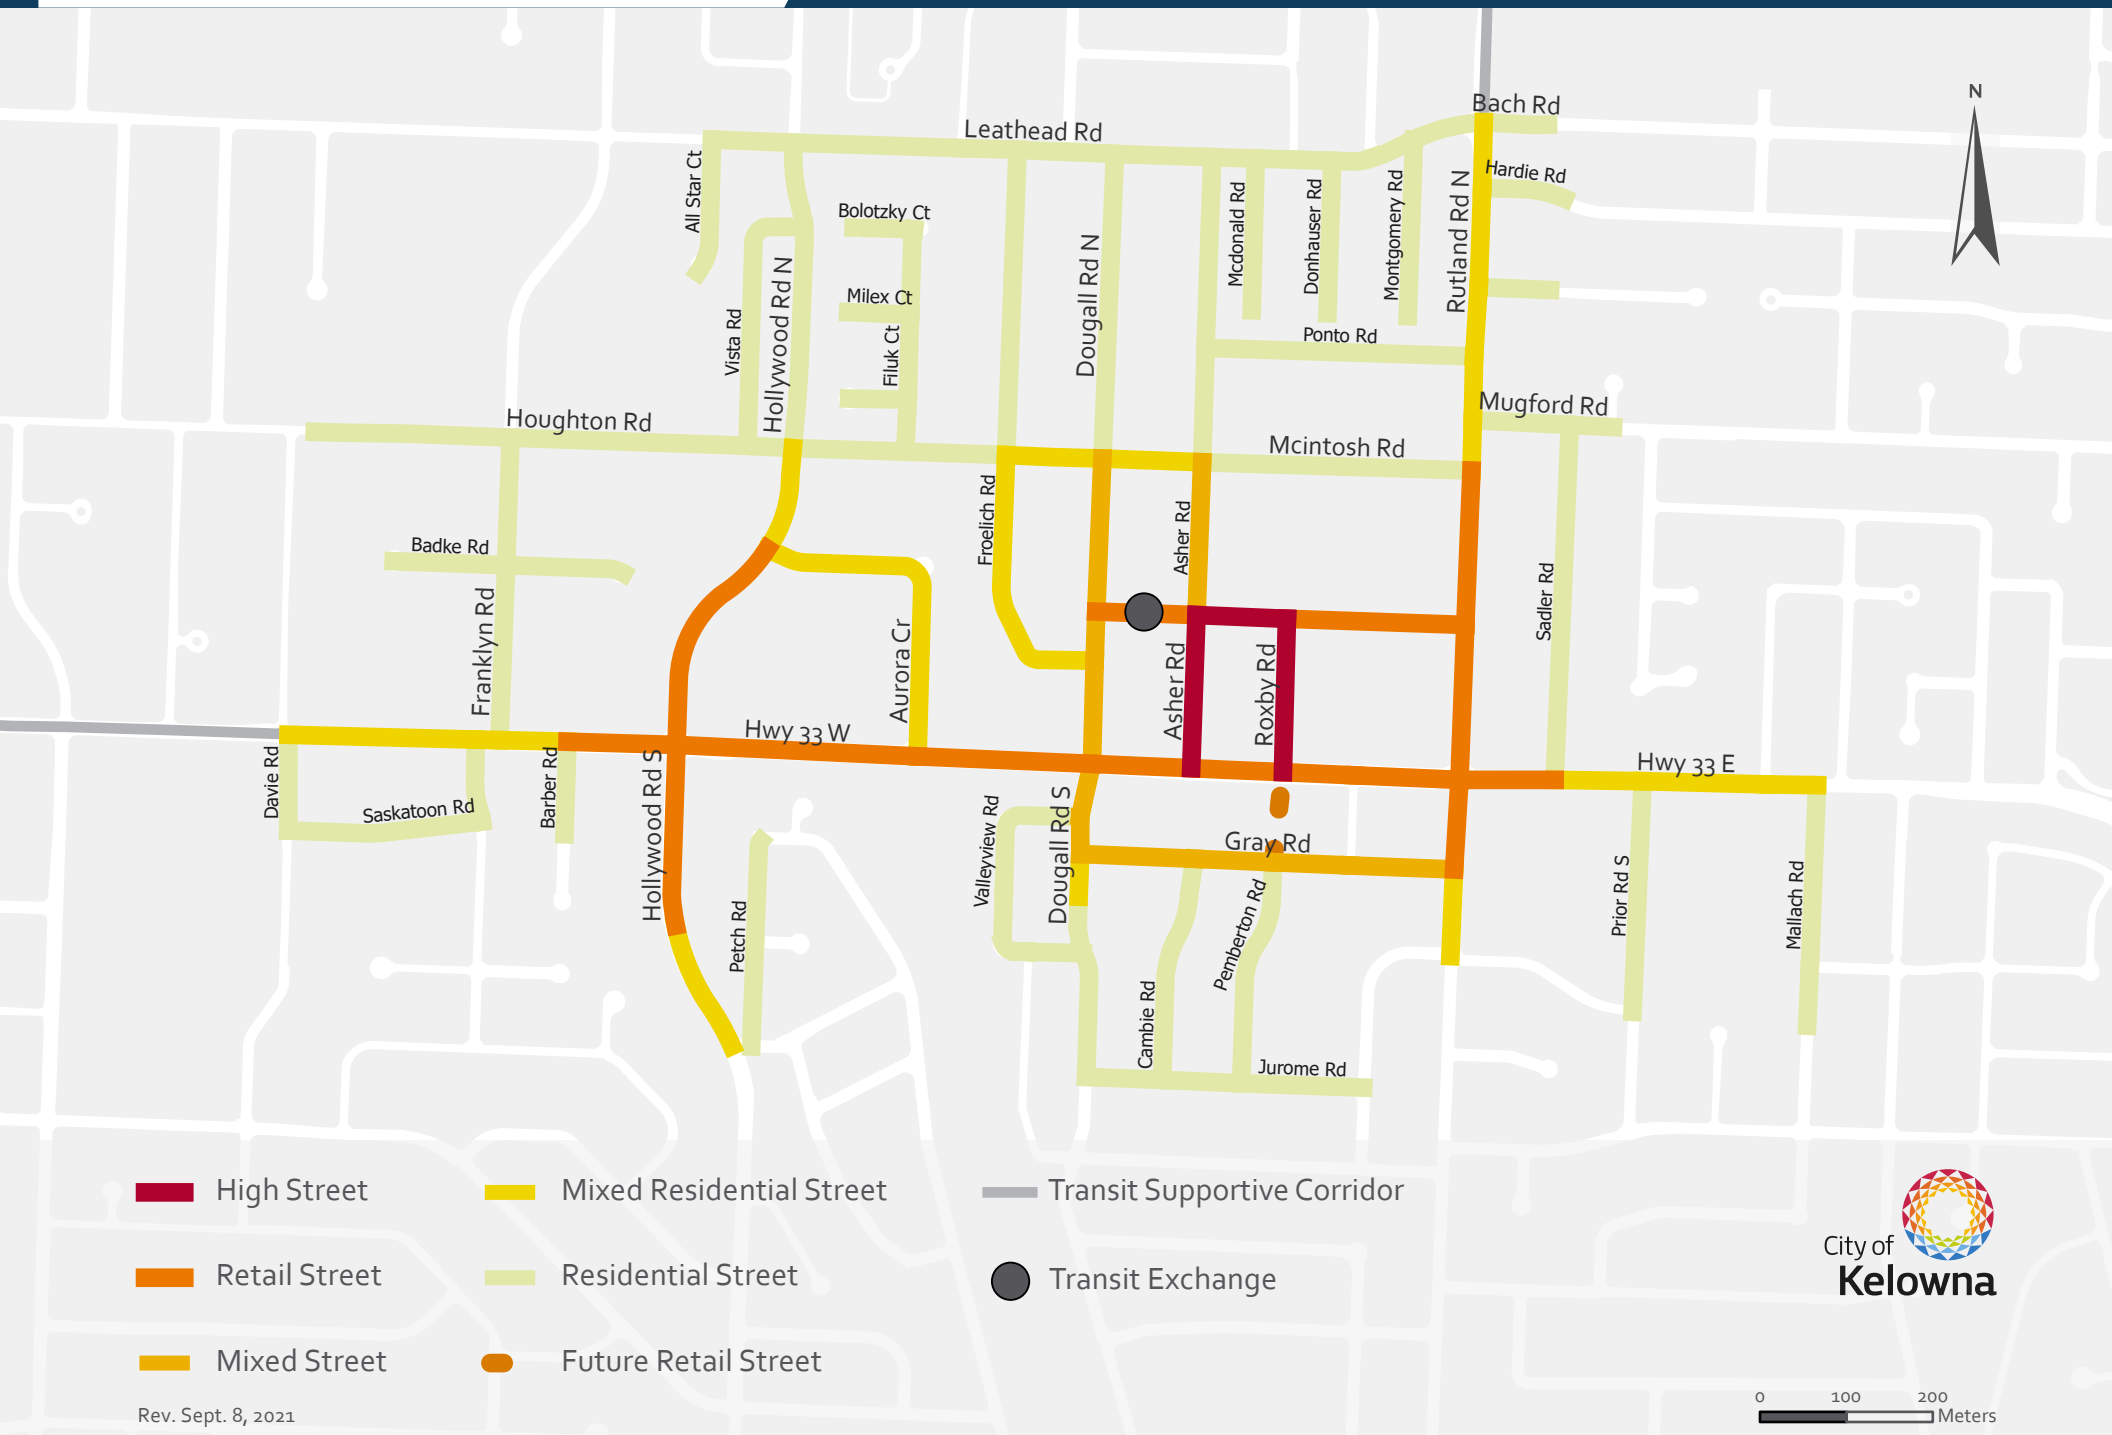 Bach Rd
N
Leathead Rd
All Star Ct
Hardie Rd
Bolotzky Ct
Mcdonald Rd
Donhauser Rd
Montgomery Rd
Rutland Rd N
Dougall Rd N
Hollywood Rd N
Milex Ct
Vista Rd
Filuk Ct
Ponto Rd
Mugford Rd
Houghton Rd
Mcintosh Rd
Froelich Rd
Asher Rd
Badke Rd
Sadler Rd
Franklyn Rd
Aurora Cr
Asher Rd
Roxby Rd
Hwy 33 W
Hwy 33 E
Davie Rd
Saskatoon Rd
Barber Rd
Hollywood Rd S
Valleyview Rd
Dougall Rd S
Gray Rd
Petch Rd
Pemberton Rd
Prior Rd S
Mallach Rd
Cambie Rd
Jurome Rd
High Street
Mixed Residential Street
Transit Supportive Corridor
Retail Street
Residential Street
Transit Exchange
Mixed Street
Future Retail Street
City of
Kelowna
Rev. Sept. 8, 2021
0 100 200
Meters